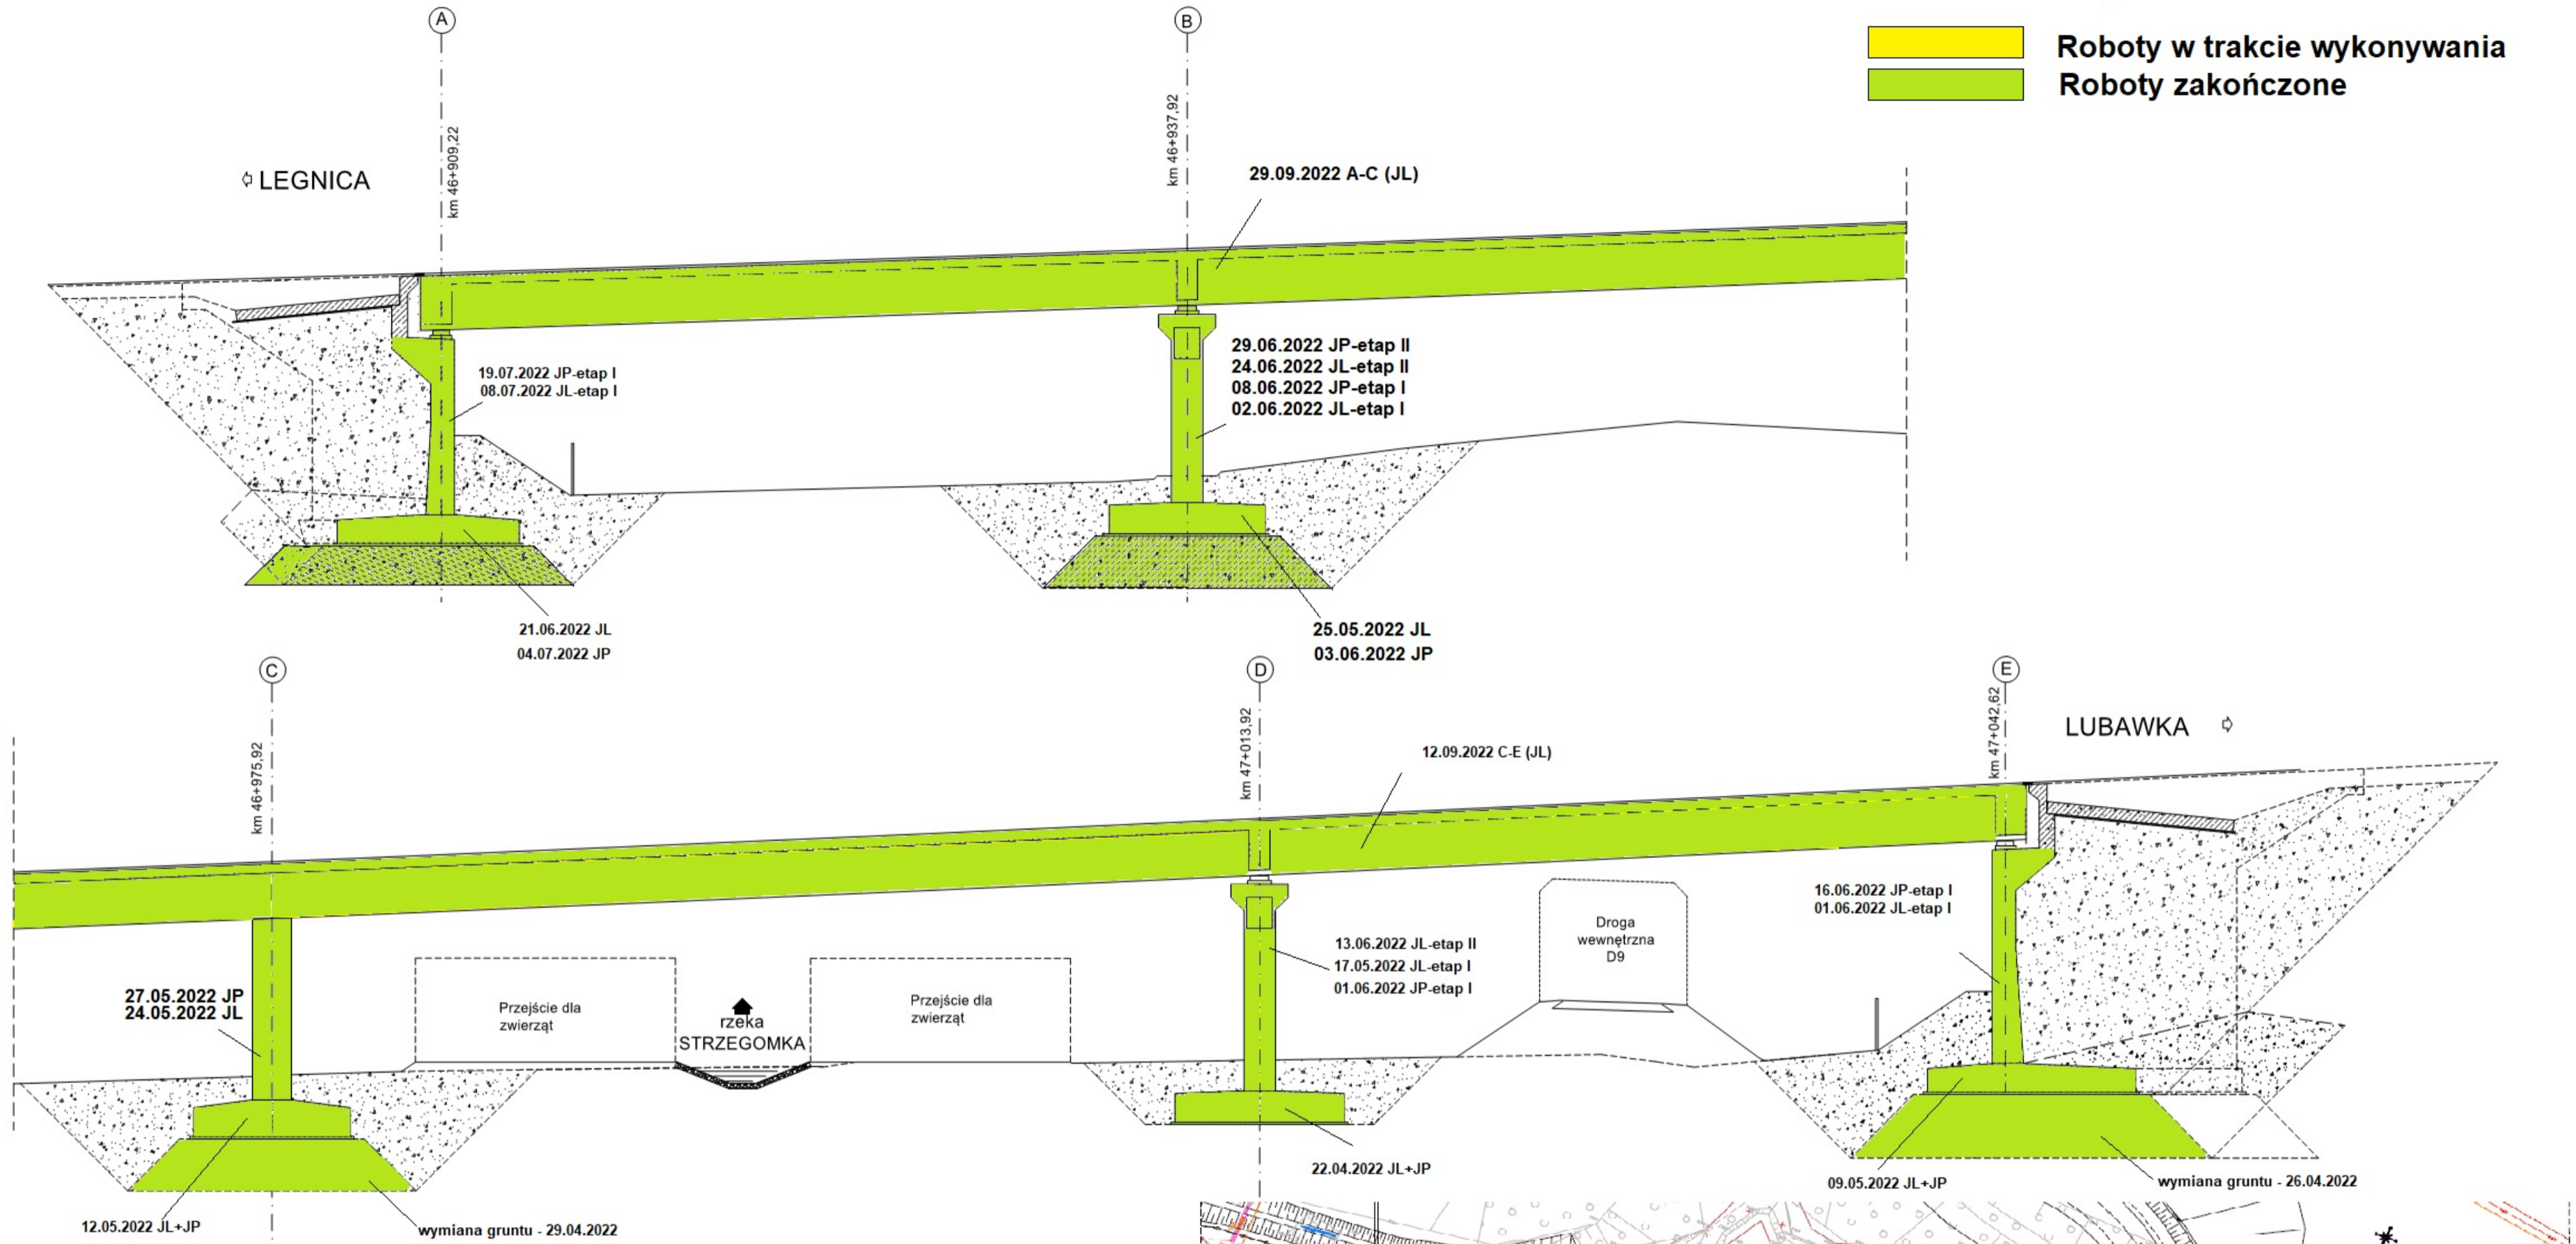 A
B
Roboty w trakcie wykonywania
Roboty zakończone
km 46+909,22
km 46+937,92
LEGNICA
29.09.2022 A-C (JL)
29.06.2022 JP-etap II
24.06.2022 JL-etap II
08.06.2022 JP-etap I
02.06.2022 JL-etap I
19.07.2022 JP-etap I
08.07.2022 JL-etap I
21.06.2022 JL
04.07.2022 JP
25.05.2022 JL
03.06.2022 JP
C
D
E
km 46+975,92
km 47+013,92
km 47+042,62
LUBAWKA
12.09.2022 C-E (JL)
16.06.2022 JP-etap I
01.06.2022 JL-etap I
Droga
wewnętrzna
D9
13.06.2022 JL-etap II
17.05.2022 JL-etap I
01.06.2022 JP-etap I
27.05.2022 JP
24.05.2022 JL
Przejście dla
zwierząt
rzeka
STRZEGOMKA
Przejście dla
zwierząt
22.04.2022 JL+JP
09.05.2022 JL+JP
wymiana gruntu - 26.04.2022
12.05.2022 JL+JP
wymiana gruntu - 29.04.2022